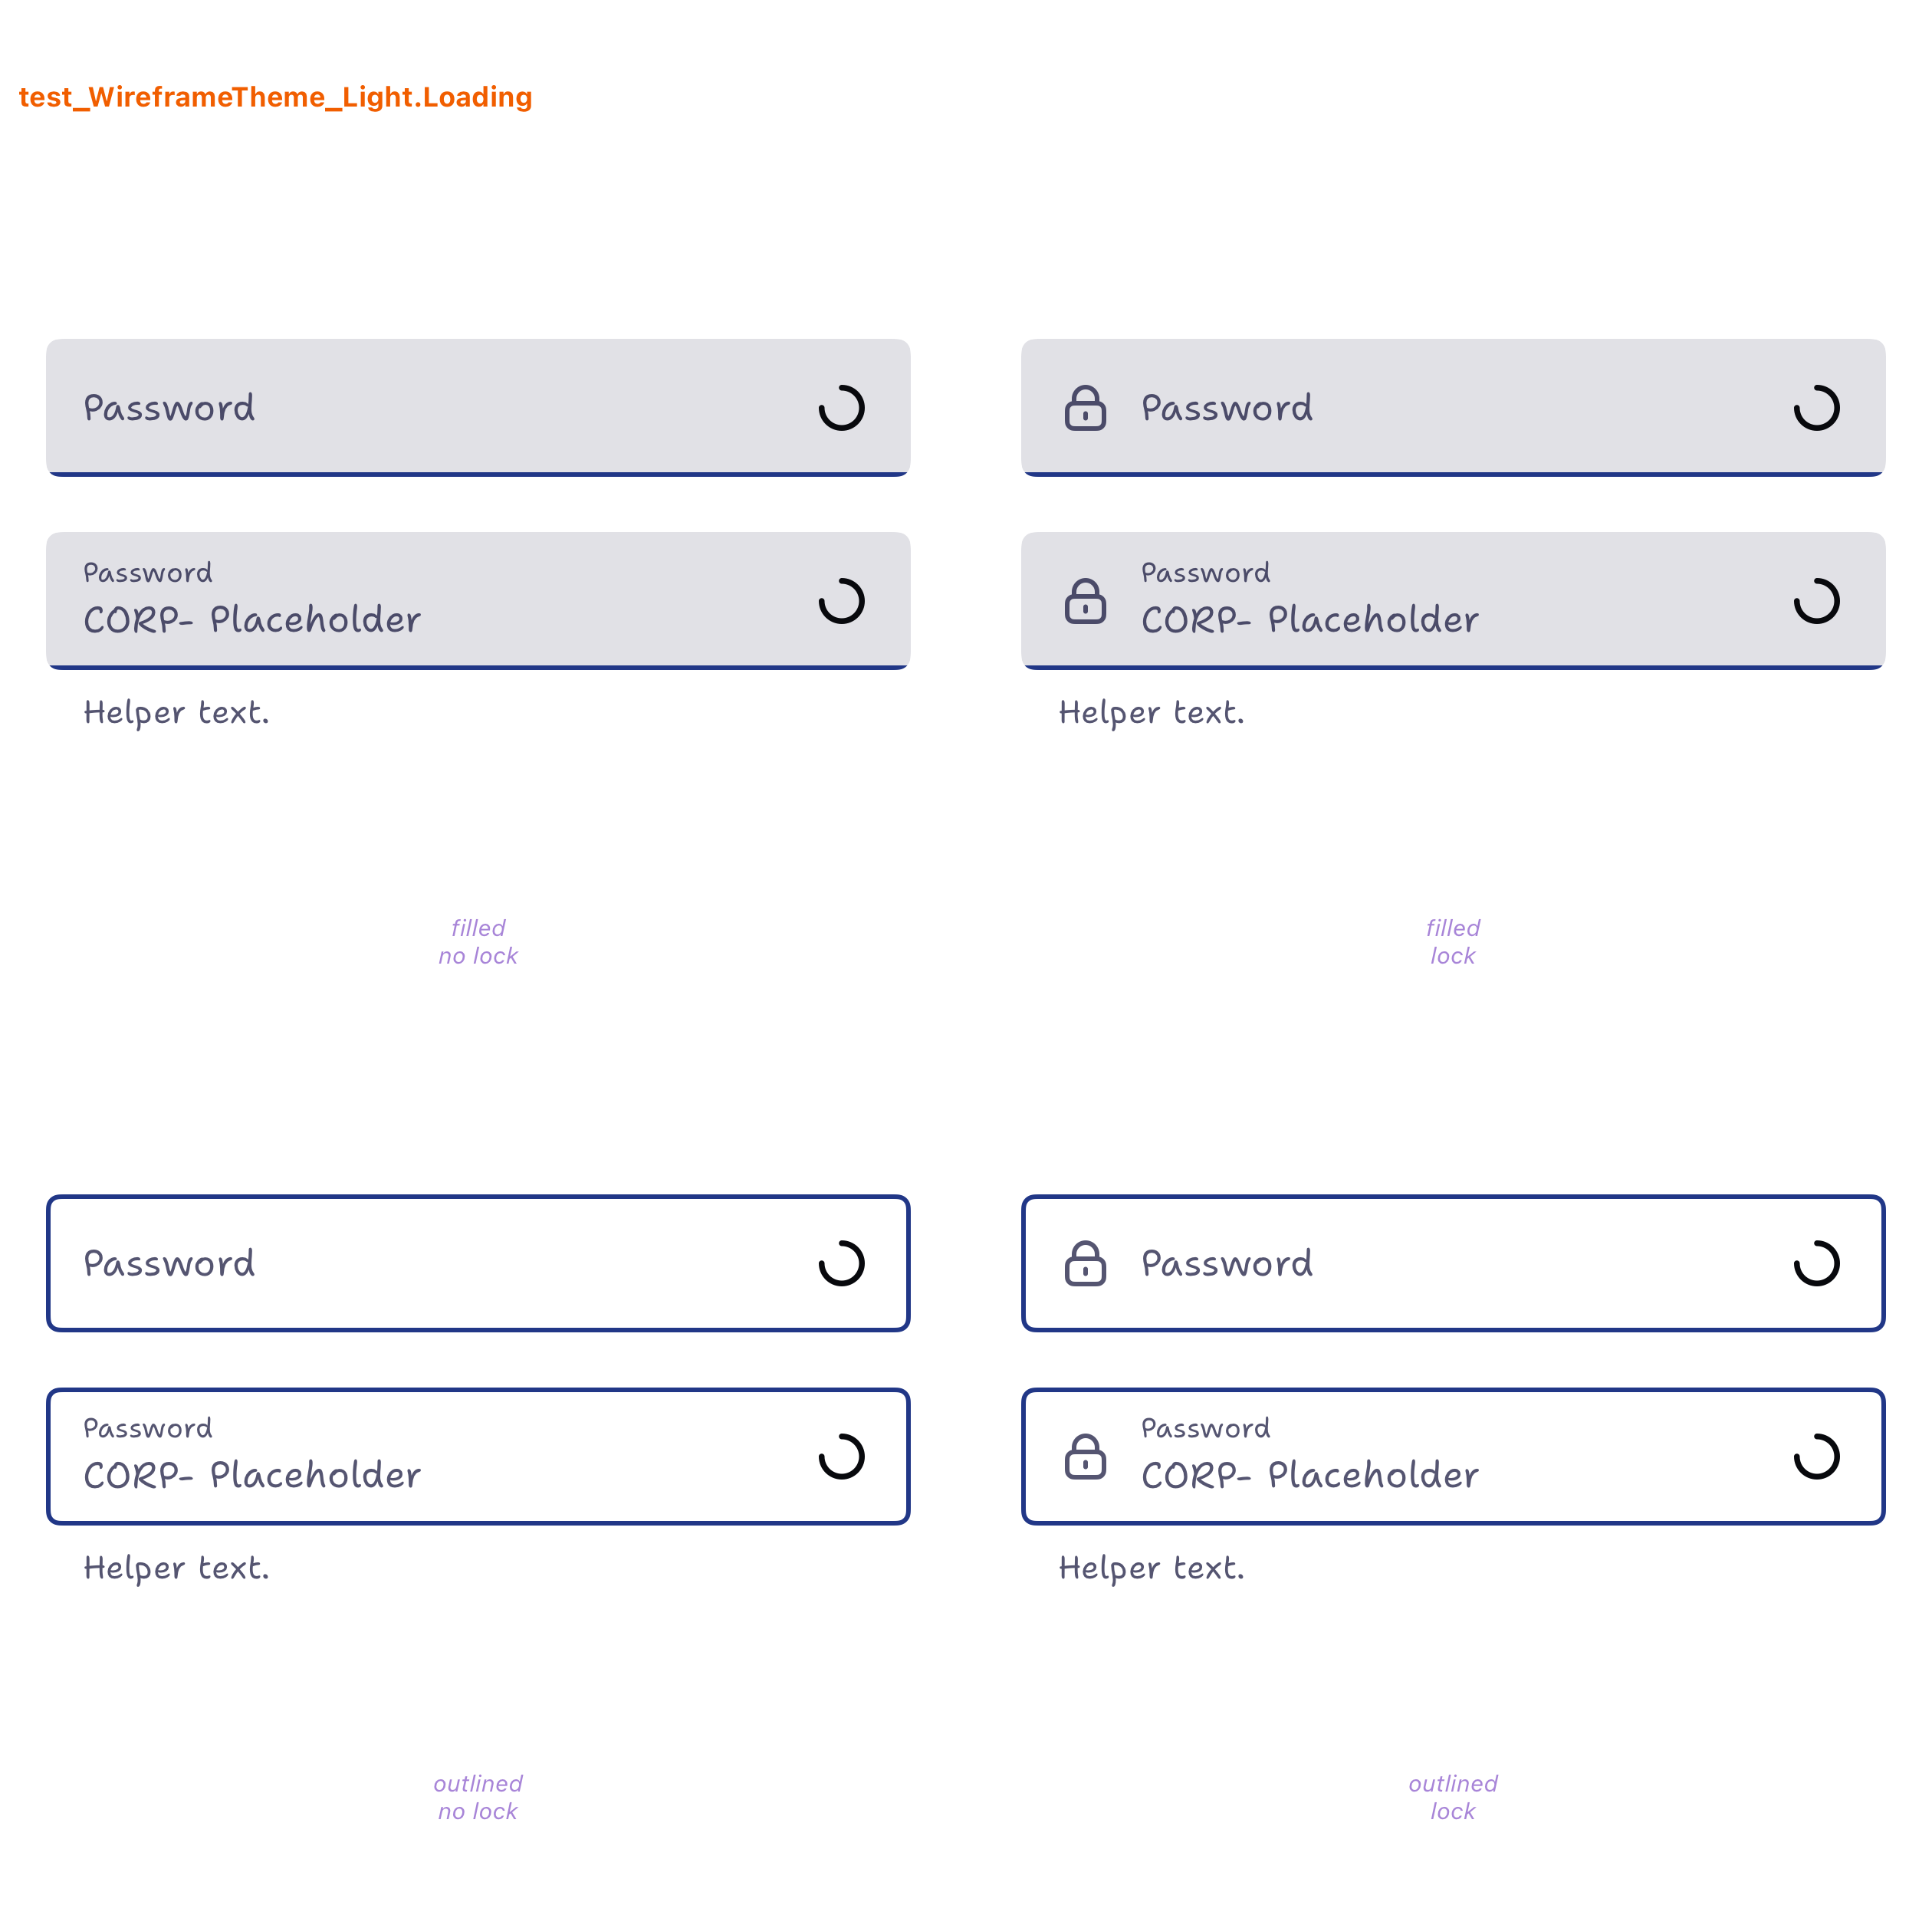 test_WireframeTheme_Light.Loading
Password
Password
Password
CORP- Placeholder
Helper text.
Password
CORP- Placeholder
Helper text.
filled
no lock
filled
lock
Password
Password
Password
CORP- Placeholder
Helper text.
Password
CORP- Placeholder
Helper text.
outlined
no lock
outlined
lock